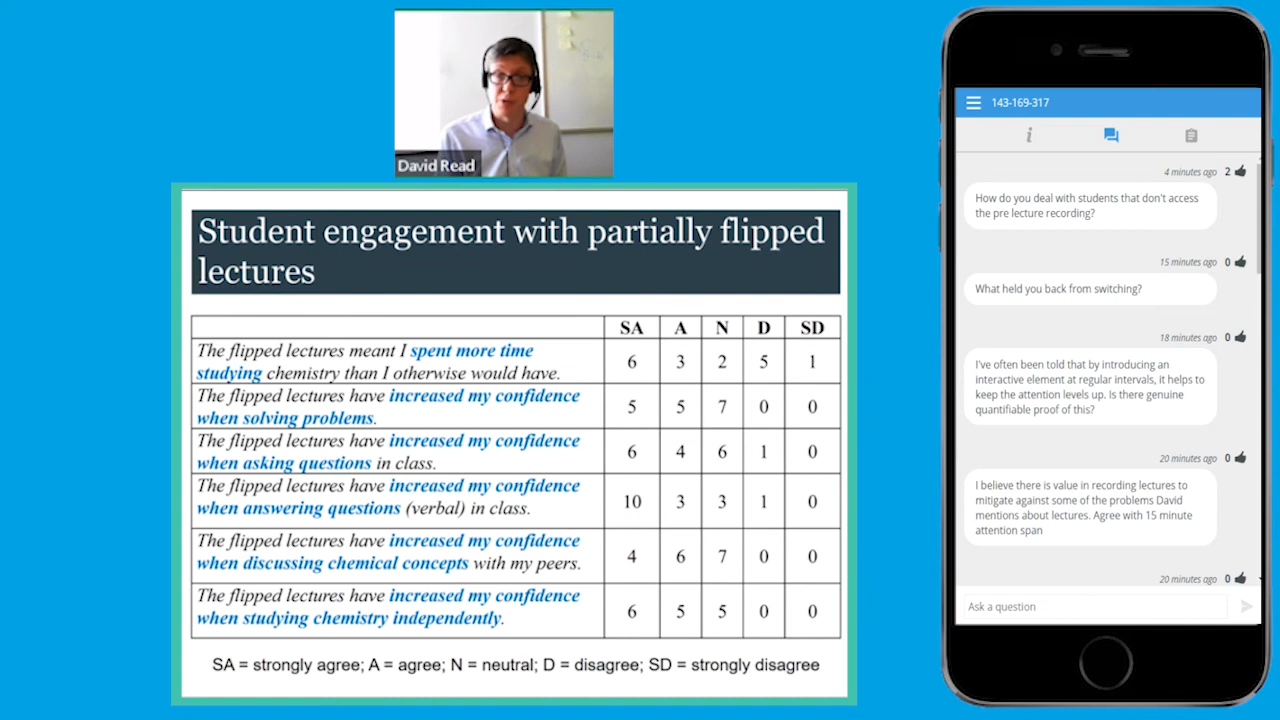 David Read
Student engagement with partially flipped
lectures
SA A N D SD
The flipped lectures meant I spent more time
studying chemistry than I otherwise would have.
6 3 2 5 1
The flipped lectures have increased my confidence
when solving problems.
5 5 7 0 0
The flipped lectures have increased my confidence
when asking questions in class.
6 4 6 1 0
The flipped lectures have increased my confidence
when answering questions (verbal) in class.
10 3 3 1 0
The flipped lectures have increased my confidence
when discussing chemical concepts with my peers.
4 6 7 0 0
The flipped lectures have increased my confidence
when studying chemistry independently.
6 5 5 0 0
SA = strongly agree; A = agree; N = neutral; D = disagree; SD = strongly disagree
143-169-317
i
4 minutes ago 2
How do you deal with students that don't access
the pre lecture recording?
15 minutes ago 0
What held you back from switching?
18 minutes ago 0
I've often been told that by introducing an
interactive element at regular intervals, it helps to
keep the attention levels up. Is there genuine
quantifiable proof of this?
20 minutes ago 0
I believe there is value in recording lectures to
mitigate against some of the problems David
mentions about lectures. Agree with 15 minute
attention span
20 minutes ago 0
Ask a question